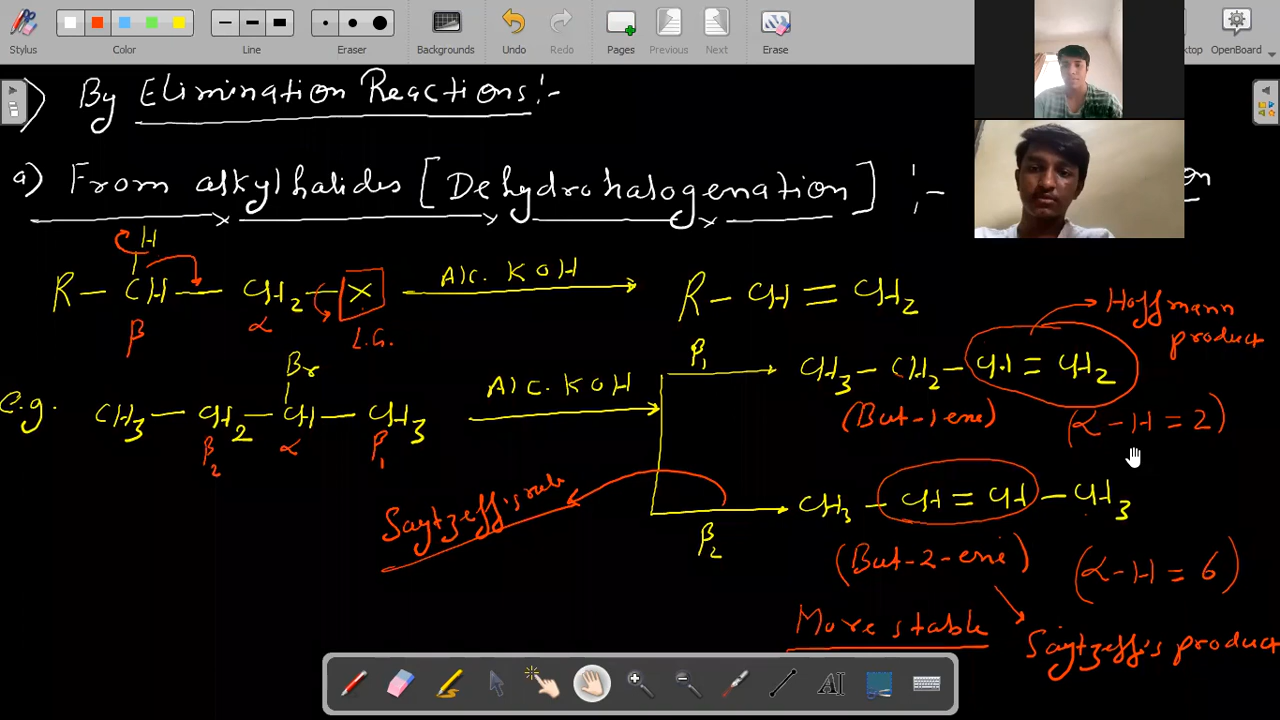 Stylus Color Line Eraser Backgrounds Undo Redo Pages Previous Next Erase OpenBoard
) By Elimination Reactions:-
a) From alkylhalides [Dehydrohalogenation] :-
H
R - CH - CH2 - X Alc. KOH R - CH = CH2
β α L.G.
Hoffmann
product
Br
e.g. CH3 - CH2 - CH - CH3 Alc. KOH
β2 α β1
β1 CH3 - CH2 - CH = CH2
(But-1ene) (α-H = 2)
Saytzeff's rule
β2 CH3 - CH = CH - CH3
(But-2-ene) (α-H = 6)
More stable
Saytzeff's product